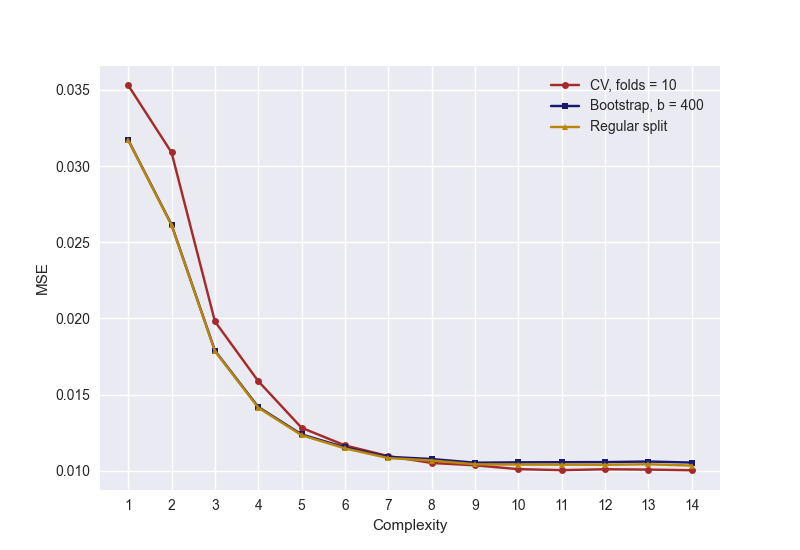 CV, folds = 10
Bootstrap, b = 400
Regular split
0.035
0.030
0.025
0.020
0.015
0.010
MSE
1 2 3 4 5 6 7 8 9 10 11 12 13 14
Complexity